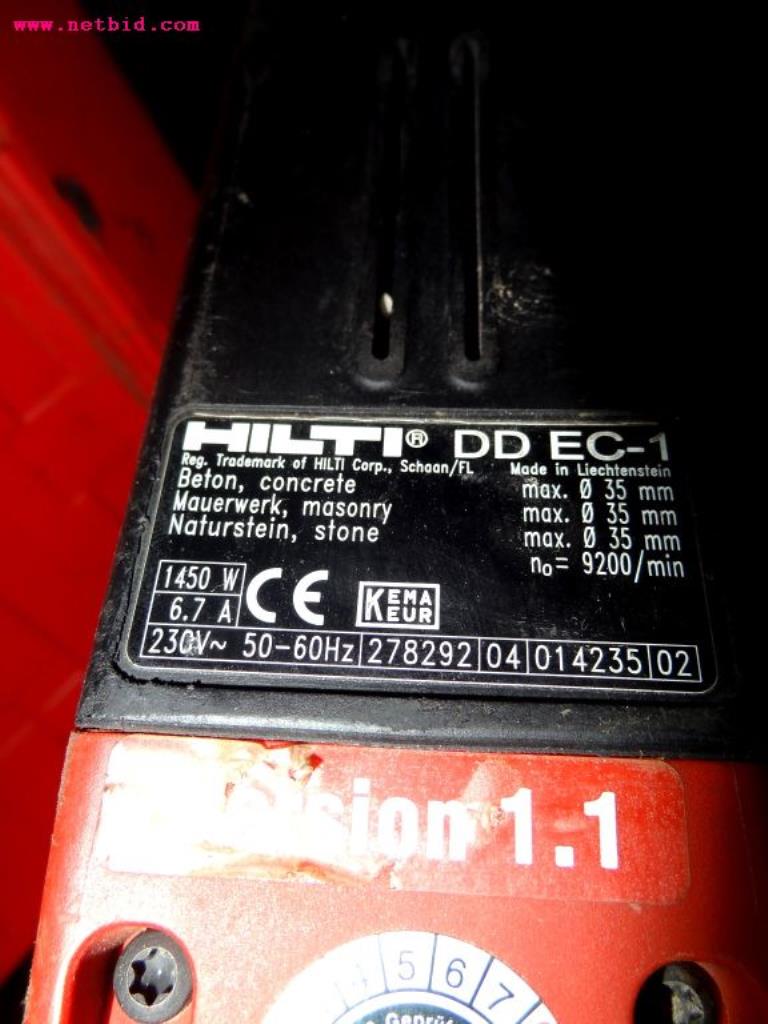 www.netbid.com
HILTI® DD EC-1
Reg. Trademark of HILTI Corp., Schaan/FL Made in Liechtenstein
Beton, concrete max. Ø 35 mm
Mauerwerk, masonry max. Ø 35 mm
Naturstein, stone max. Ø 35 mm
n₀= 9200/min
1450 W
6.7 A
CE
KEMA
KEUR
230V~ 50-60Hz 278292 04 014235 02
1.1
5 6 7